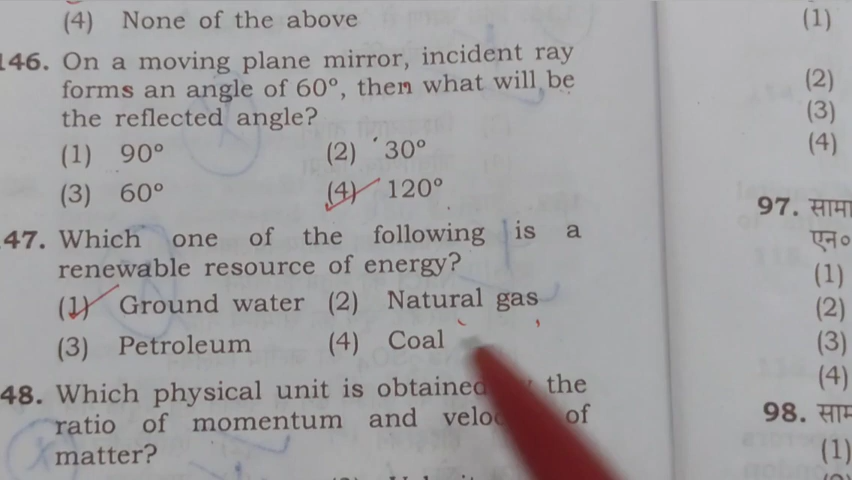 (4) None of the above
146. On a moving plane mirror, incident ray
forms an angle of 60°, then what will be
the reflected angle?
(1) 90° (2) 30°
(3) 60° (4) 120°
47. Which one of the following is a
renewable resource of energy?
(1) Ground water (2) Natural gas
(3) Petroleum (4) Coal
48. Which physical unit is obtained the
ratio of momentum and of
matter?
(1)
(2)
(3)
(4)
97. सामा
एन०
(1)
(2)
(3)
(4)
98. साम
(1)